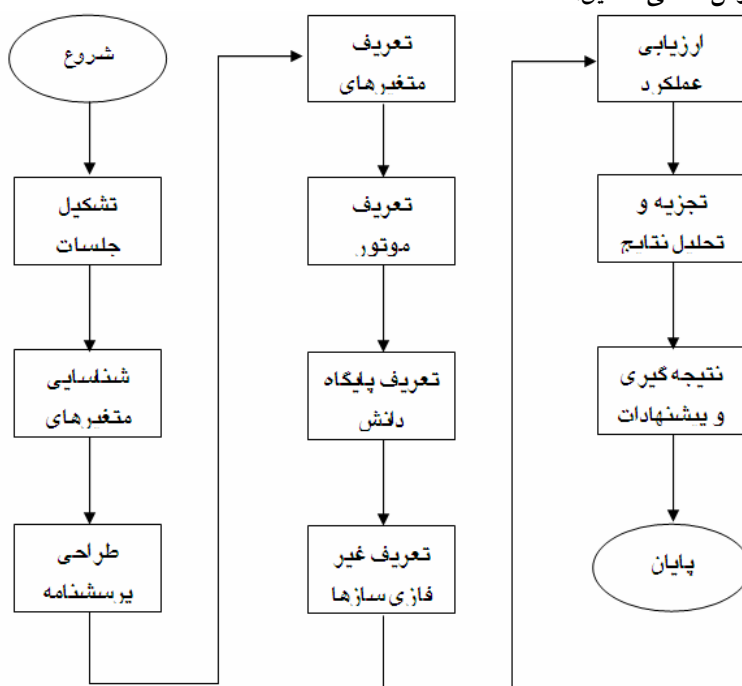 شروع
تشکیل
جلسات
شناسایی
متغیرهای
طراحی
پرسشنامه
تعریف
متغیرهای
تعریف
موتور
تعریف پایگاه
دانش
تعریف غیر
فازی سازها
ارزیابی
عملکرد
تجزیه و
تحلیل نتایج
نتیجه گیری
و پیشنهادات
پایان